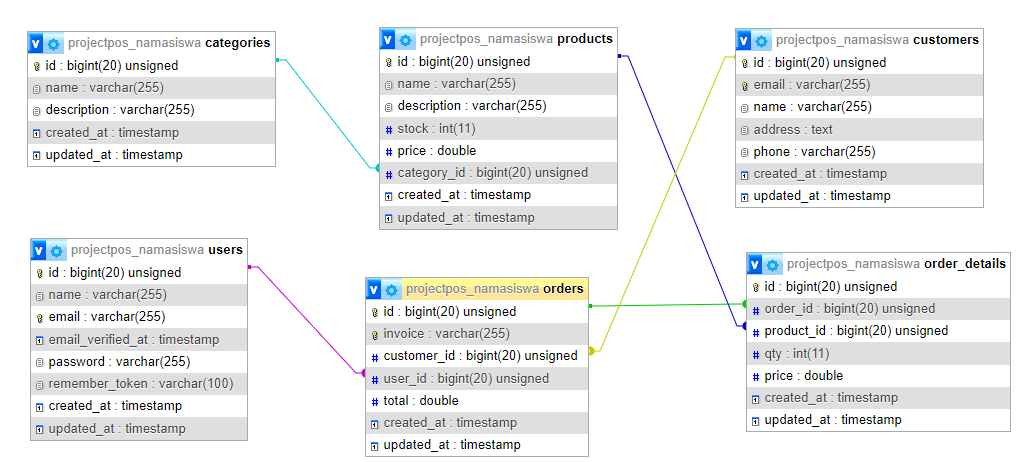 projectpos_namasiswa categories
id : bigint(20) unsigned
name : varchar(255)
description : varchar(255)
created_at : timestamp
updated_at : timestamp
projectpos_namasiswa products
id : bigint(20) unsigned
name : varchar(255)
description : varchar(255)
stock : int(11)
price : double
category_id : bigint(20) unsigned
created_at : timestamp
updated_at : timestamp
projectpos_namasiswa customers
id : bigint(20) unsigned
email : varchar(255)
name : varchar(255)
address : text
phone : varchar(255)
created_at : timestamp
updated_at : timestamp
projectpos_namasiswa users
id : bigint(20) unsigned
name : varchar(255)
email : varchar(255)
email_verified_at : timestamp
password : varchar(255)
remember_token : varchar(100)
created_at : timestamp
updated_at : timestamp
projectpos_namasiswa orders
id : bigint(20) unsigned
invoice : varchar(255)
customer_id : bigint(20) unsigned
user_id : bigint(20) unsigned
total : double
created_at : timestamp
updated_at : timestamp
projectpos_namasiswa order_details
id : bigint(20) unsigned
order_id : bigint(20) unsigned
product_id : bigint(20) unsigned
qty : int(11)
price : double
created_at : timestamp
updated_at : timestamp